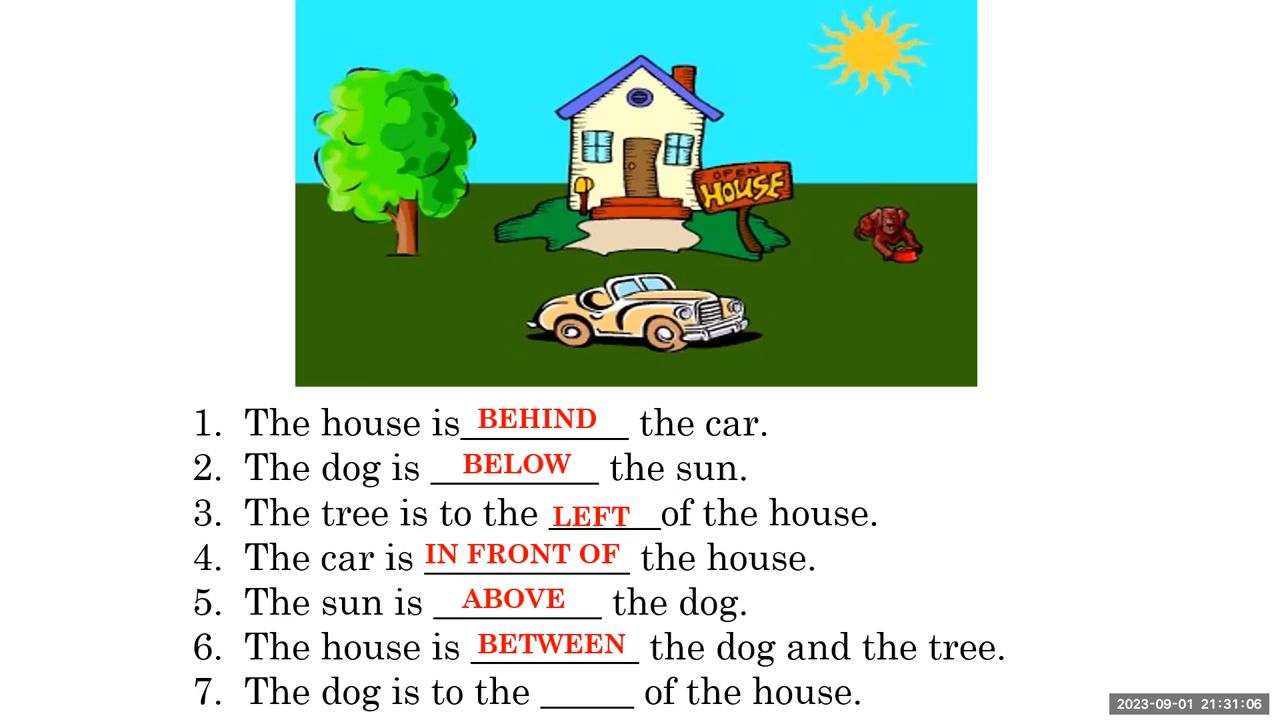 OPEN
HOUSE
1. The house is BEHIND the car.
2. The dog is BELOW the sun.
3. The tree is to the LEFT of the house.
4. The car is IN FRONT OF the house.
5. The sun is ABOVE the dog.
6. The house is BETWEEN the dog and the tree.
7. The dog is to the _____ of the house.
2023-09-01 21:31:06